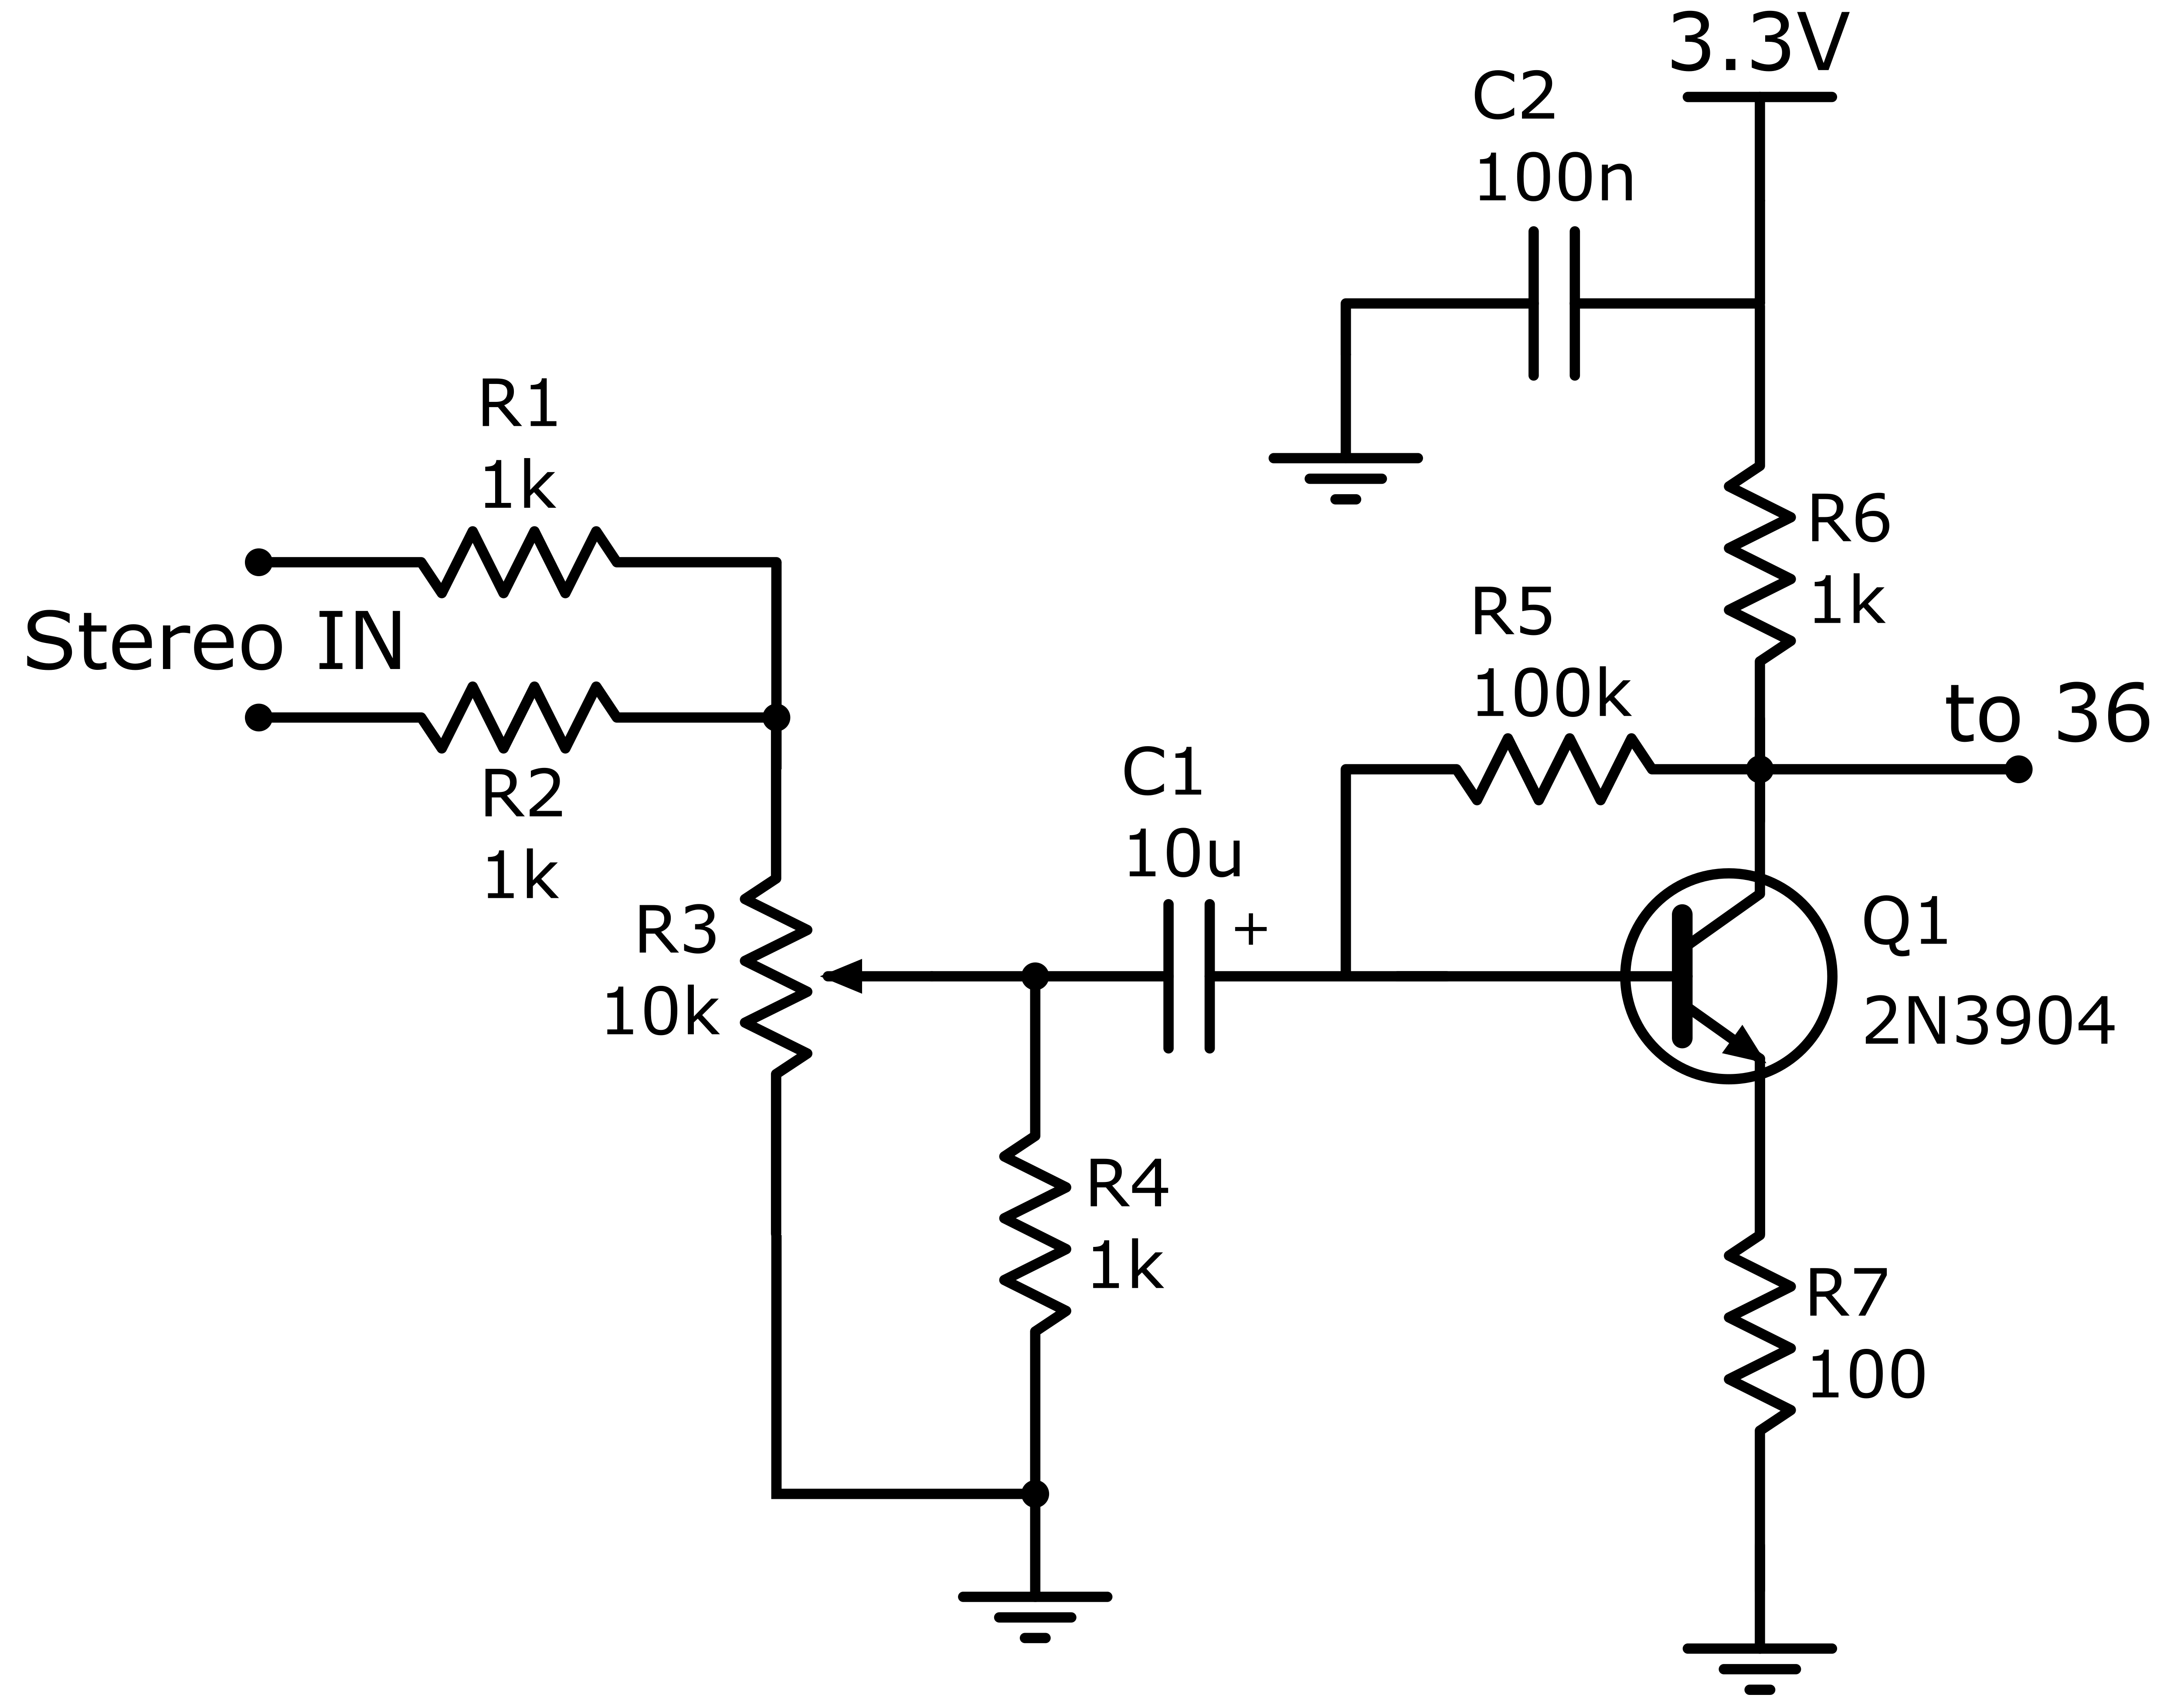 3.3V
C2
100n
R1
1k
R6
1k
R5
100k
Stereo IN
to 36
R2
1k
C1
10u
+
R3
10k
Q1
2N3904
R4
1k
R7
100